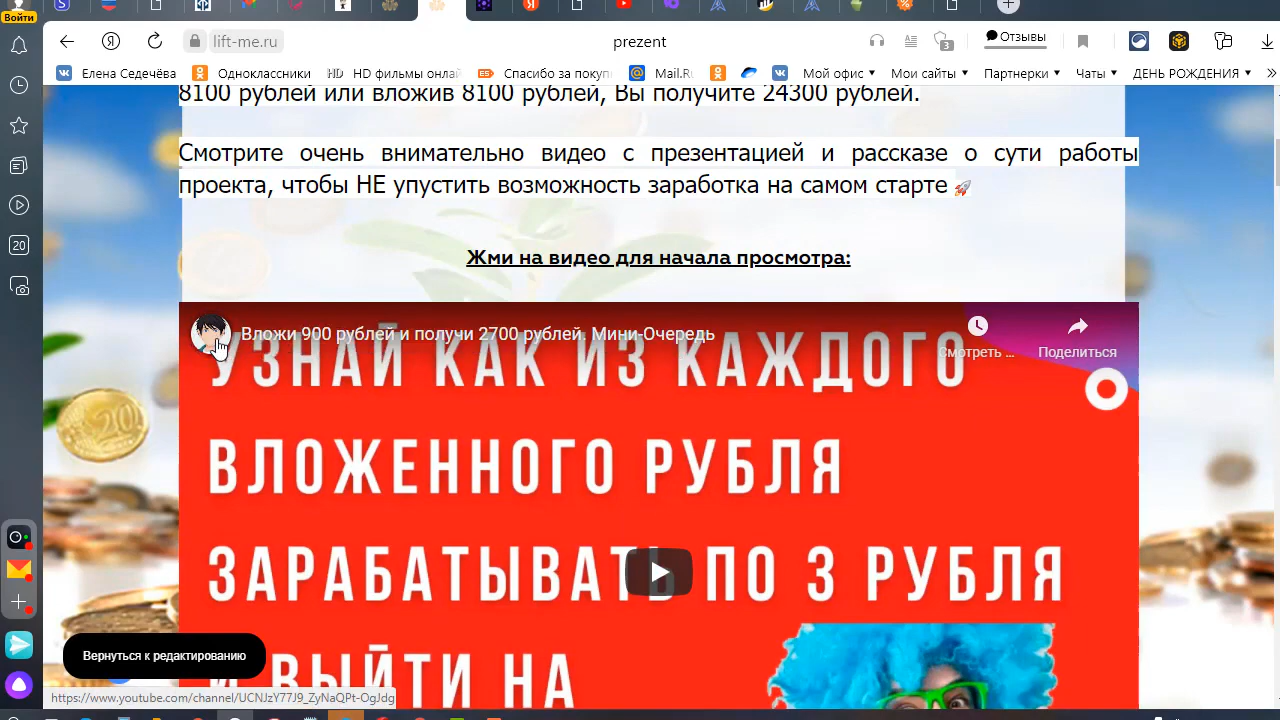 Войти
lift-me.ru
prezent
3
Отзывы
Елена Седечёва
Одноклассники
HD фильмы онлай
Спасибо за покуп
Mail.Ru
Мой офис
Мои сайты
Партнерки
Чаты
ДЕНЬ РОЖДЕНИЯ
8100 рублей или вложив 8100 рублей, Вы получите 24300 рублей.
Смотрите очень внимательно видео с презентацией и рассказе о сути работы
проекта, чтобы НЕ упустить возможность заработка на самом старте
20
Жми на видео для начала просмотра:
Вложи 900 рублей и получи 2700 рублей. Мини-Очередь
Смотреть ...
Поделиться
УЗНАЙ КАК ИЗ КАЖДОГО
ВЛОЖЕННОГО РУБЛЯ
ЗАРАБАТЫВАТЬ ПО 3 РУБЛЯ
И ВЫЙТИ НА
Вернуться к редактированию
https://www.youtube.com/channel/UCNJzY77J9_ZyNaQPt-OgJdg